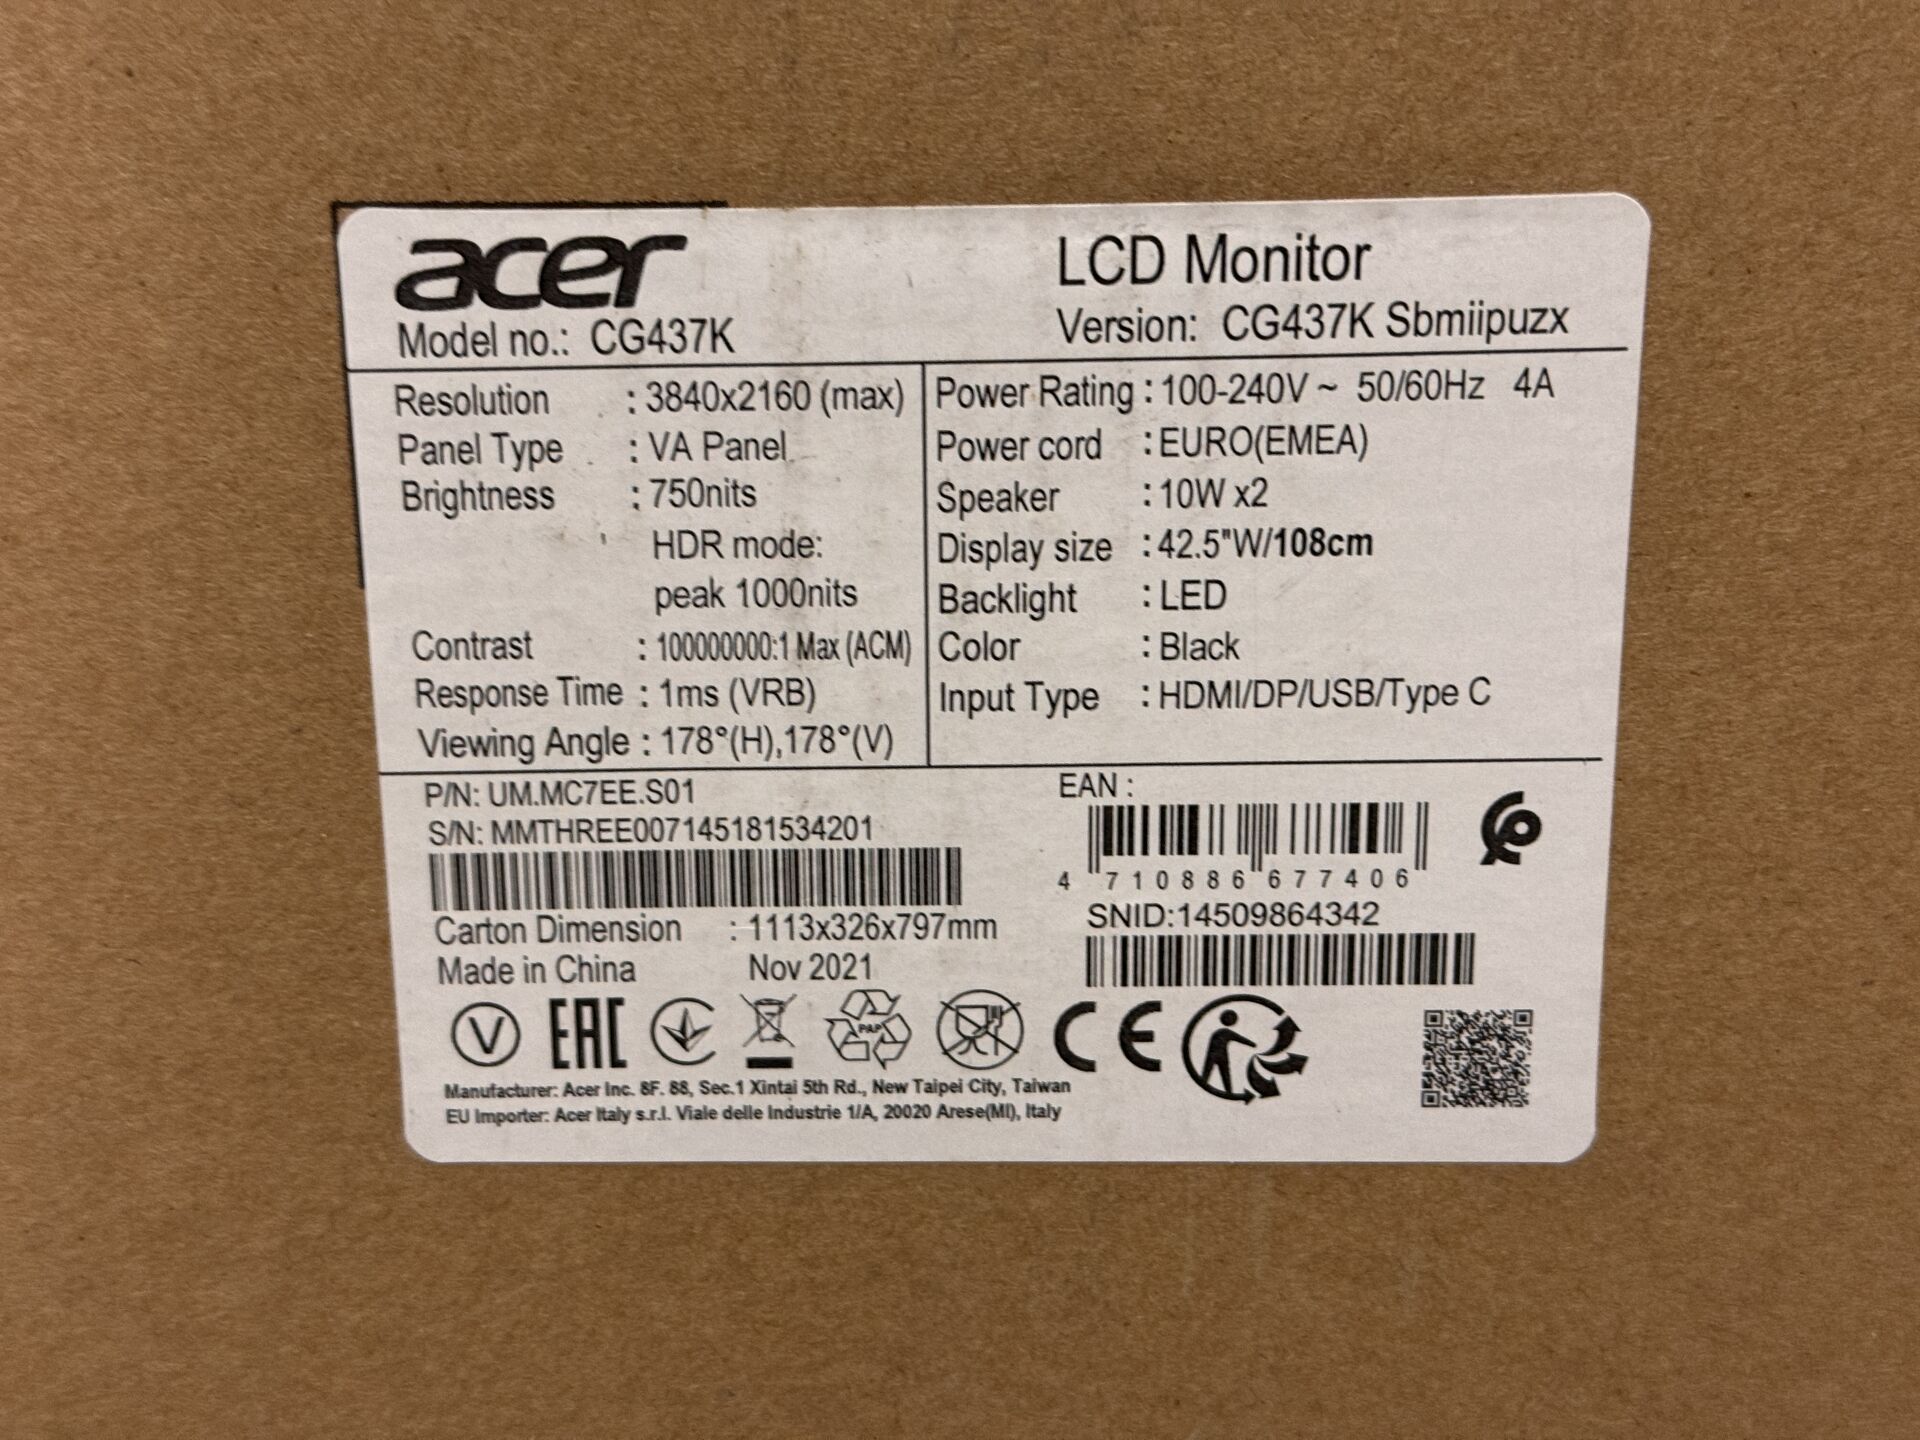 acer
LCD Monitor
Model no.: CG437K
Version: CG437K Sbmiipuzx
Resolution : 3840x2160 (max)
Panel Type : VA Panel
Brightness : 750nits
HDR mode:
peak 1000nits
Contrast : 100000000:1 Max (ACM)
Response Time : 1ms (VRB)
Viewing Angle : 178°(H),178°(V)
Power Rating : 100-240V ~ 50/60Hz 4A
Power cord : EURO(EMEA)
Speaker : 10W x2
Display size : 42.5"W/108cm
Backlight : LED
Color : Black
Input Type : HDMI/DP/USB/Type C
P/N: UM.MC7EE.S01
S/N: MMTHREE007145181534201
Carton Dimension : 1113x326x797mm
Made in China Nov 2021
EAN :
4 710886 677406
SNID:14509864342
V EAC PAP CE
Manufacturer: Acer Inc. 8F. 88, Sec.1 Xintai 5th Rd., New Taipei City, Taiwan
EU Importer: Acer Italy s.r.l. Viale delle Industrie 1/A, 20020 Arese(MI), Italy